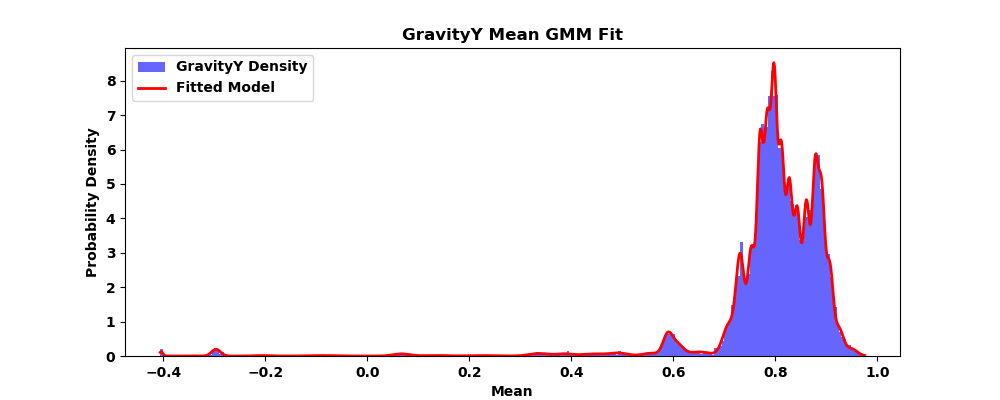 GravityY Mean GMM Fit
GravityY Density
Fitted Model
Probability Density
8
7
6
5
4
3
2
1
0
−0.4 −0.2 0.0 0.2 0.4 0.6 0.8 1.0
Mean